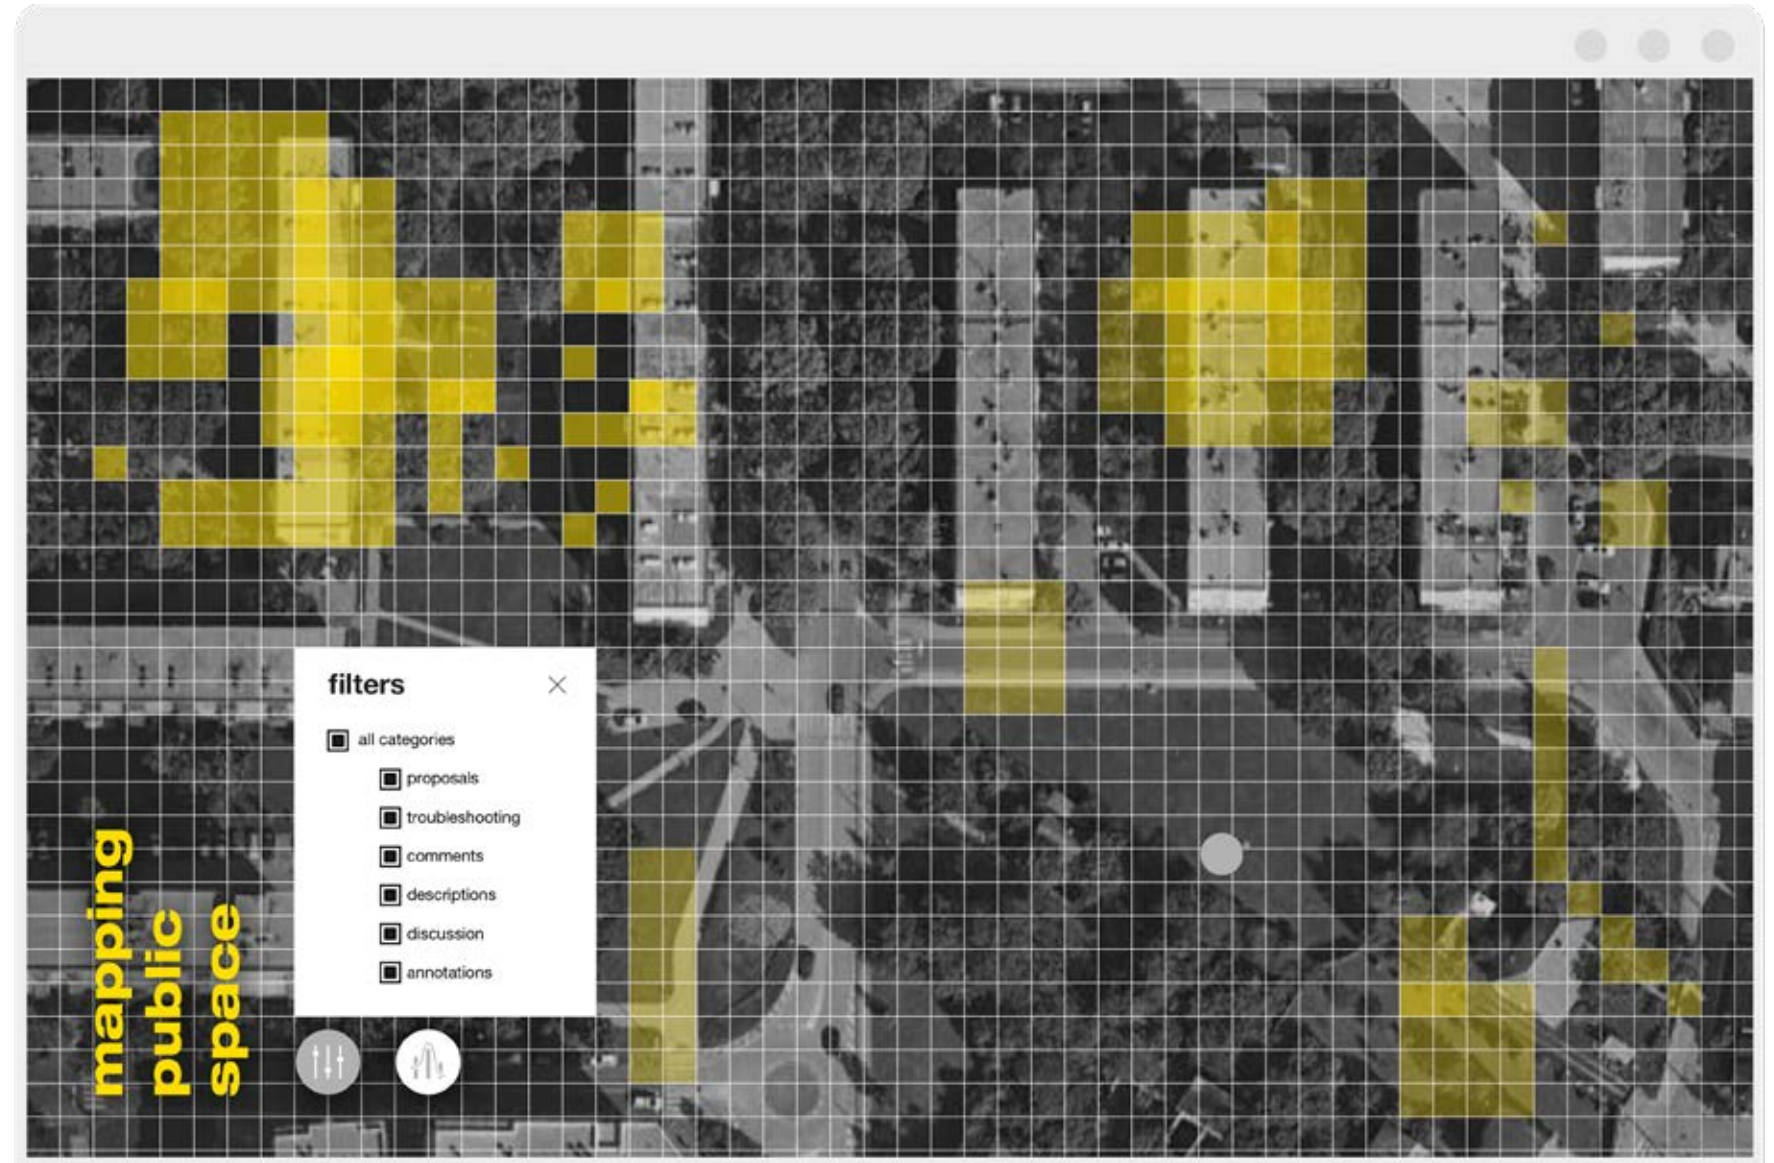 filters
all categories
proposals
troubleshooting
comments
descriptions
discussion
annotations
mapping
public
space